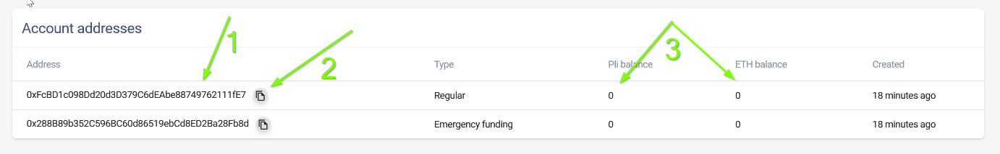 Account addresses
1
2
3
Address Type Pli balance ETH balance Created
0xFcBD1c098Dd20d3D379C6dEAbe88749762111fE7 Regular 0 0 18 minutes ago
0x288B89b352C596BC60d86519ebCd8ED2Ba28Fb8d Emergency funding 0 0 18 minutes ago